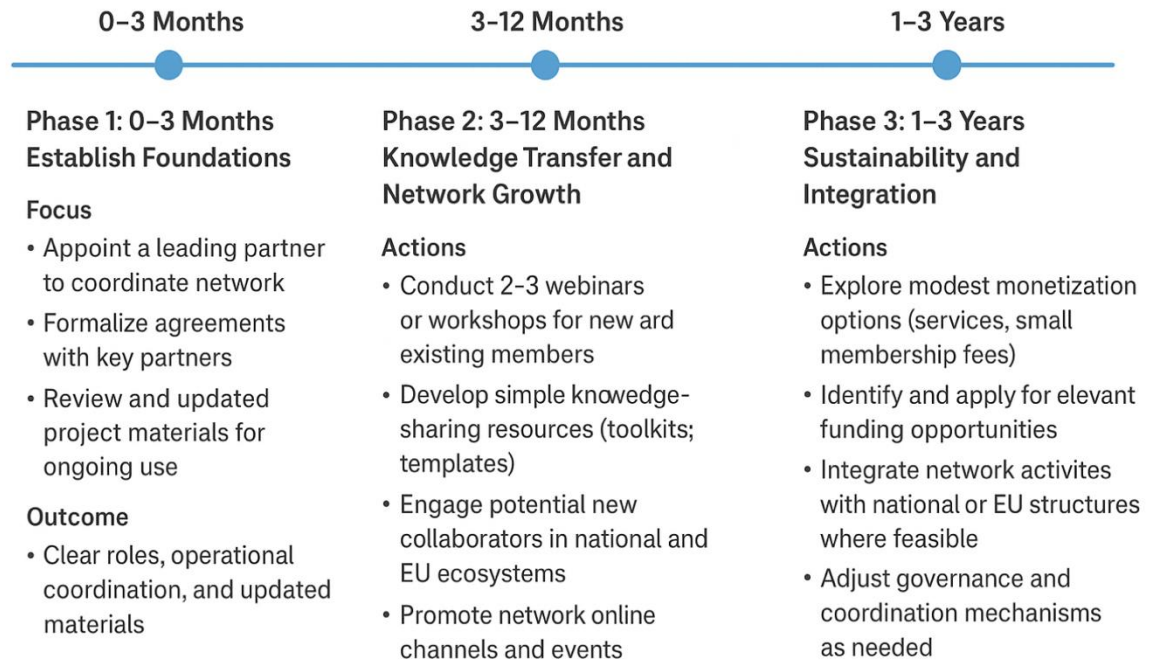 0–3 Months
3–12 Months
1–3 Years
Phase 1: 0–3 Months
Establish Foundations
Focus
• Appoint a leading partner
to coordinate network
• Formalize agreements
with key partners
• Review and updated
project materials for
ongoing use
Outcome
• Clear roles, operational
coordination, and updated
materials
Phase 2: 3–12 Months
Knowledge Transfer and
Network Growth
Actions
• Conduct 2–3 webinars
or workshops for new ard
existing members
• Develop simple knowedge-
sharing resources (toolkits;
templates)
• Engage potential new
collaborators in national and
EU ecosystems
• Promote network online
channels and events
Phase 3: 1–3 Years
Sustainability and
Integration
Actions
• Explore modest monetization
options (services, small
membership fees)
• Identify and apply for elevant
funding opportunities
• Integrate network activites
with national or EU structures
where feasible
• Adjust governance and
coordination mechanisms
as needed